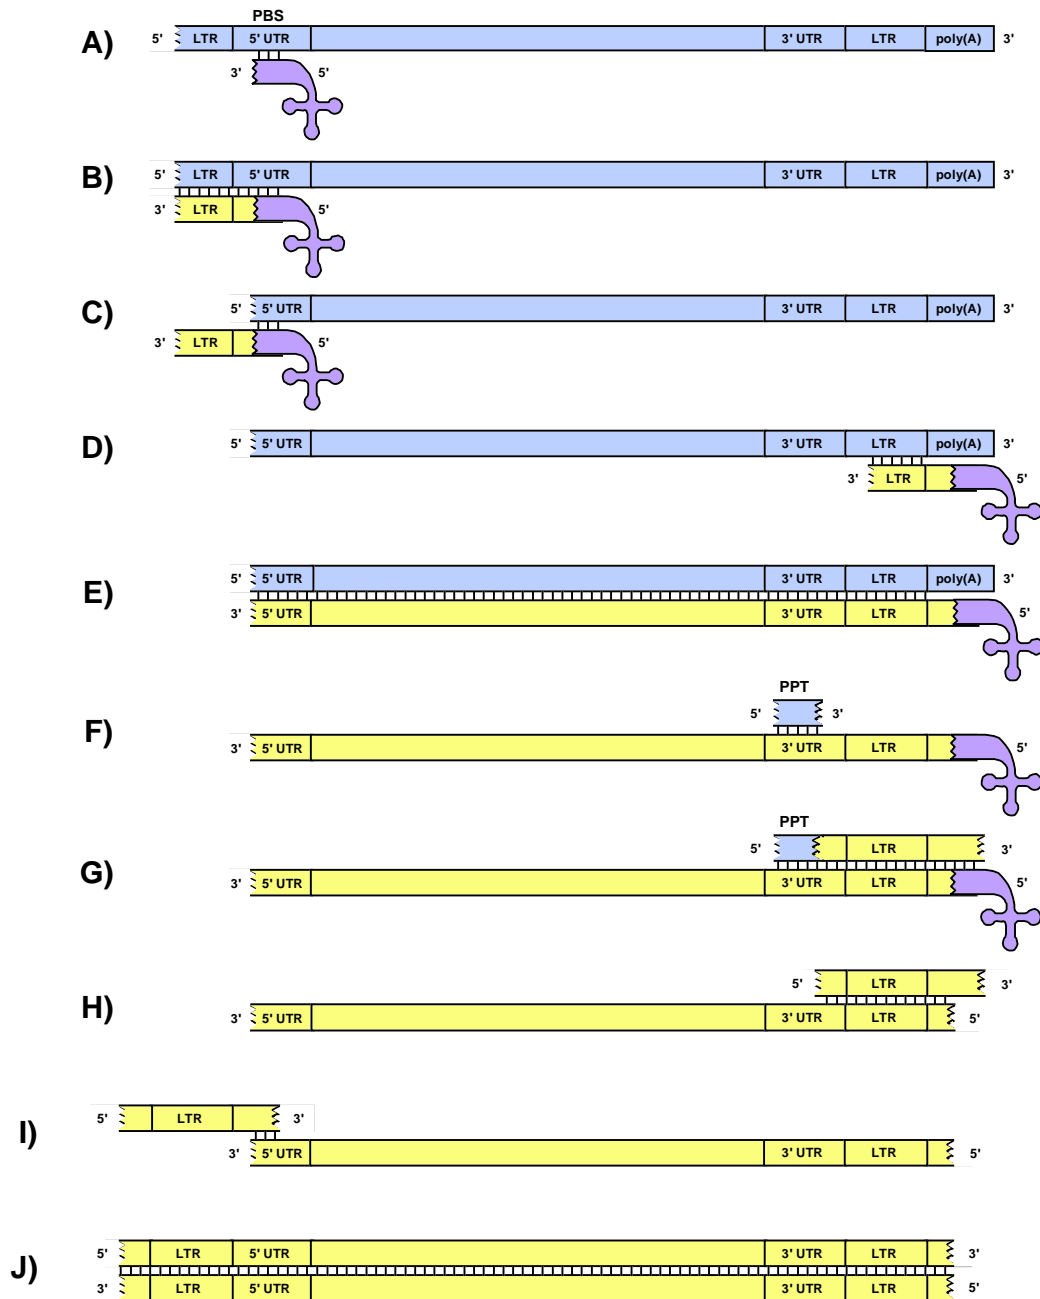 PBS
A) 5' LTR 5' UTR 3' UTR LTR poly(A) 3'
3' 5'
B) 5' LTR 5' UTR 3' UTR LTR poly(A) 3'
3' LTR 5'
C) 5' 5' UTR 3' UTR LTR poly(A) 3'
3' LTR 5'
D) 5' 5' UTR 3' UTR LTR poly(A) 3'
3' LTR 5'
E) 5' 5' UTR 3' UTR LTR poly(A) 3'
3' 5' UTR 3' UTR LTR 5'
PPT
F) 5' 3'
3' 5' UTR 3' UTR LTR 5'
PPT
G) 5' LTR 3'
3' 5' UTR 3' UTR LTR 5'
H) 5' LTR 3'
3' 5' UTR 3' UTR LTR 5'
I) 5' LTR 3'
3' 5' UTR 3' UTR LTR 5'
J) 5' LTR 5' UTR 3' UTR LTR 3'
3' LTR 5' UTR 3' UTR LTR 5'